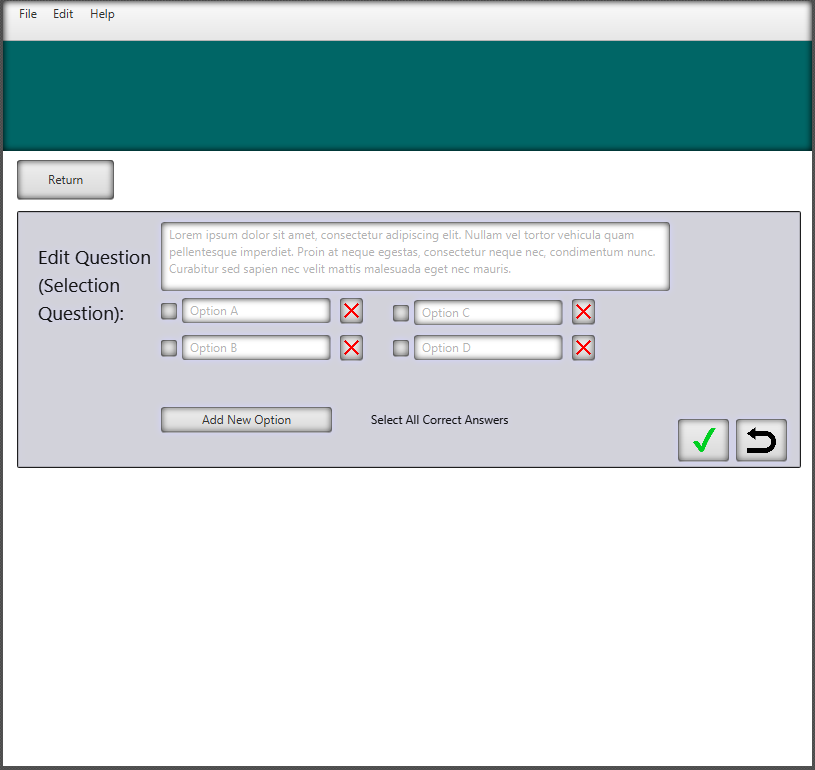 File Edit Help
Return
Edit Question
(Selection
Question):
Lorem ipsum dolor sit amet, consectetur adipiscing elit. Nullam vel tortor vehicula quam
pellentesque imperdiet. Proin at neque egestas, consectetur neque nec, condimentum nunc.
Curabitur sed sapien nec velit mattis malesuada eget nec mauris.
Option A
Option C
Option B
Option D
Add New Option
Select All Correct Answers